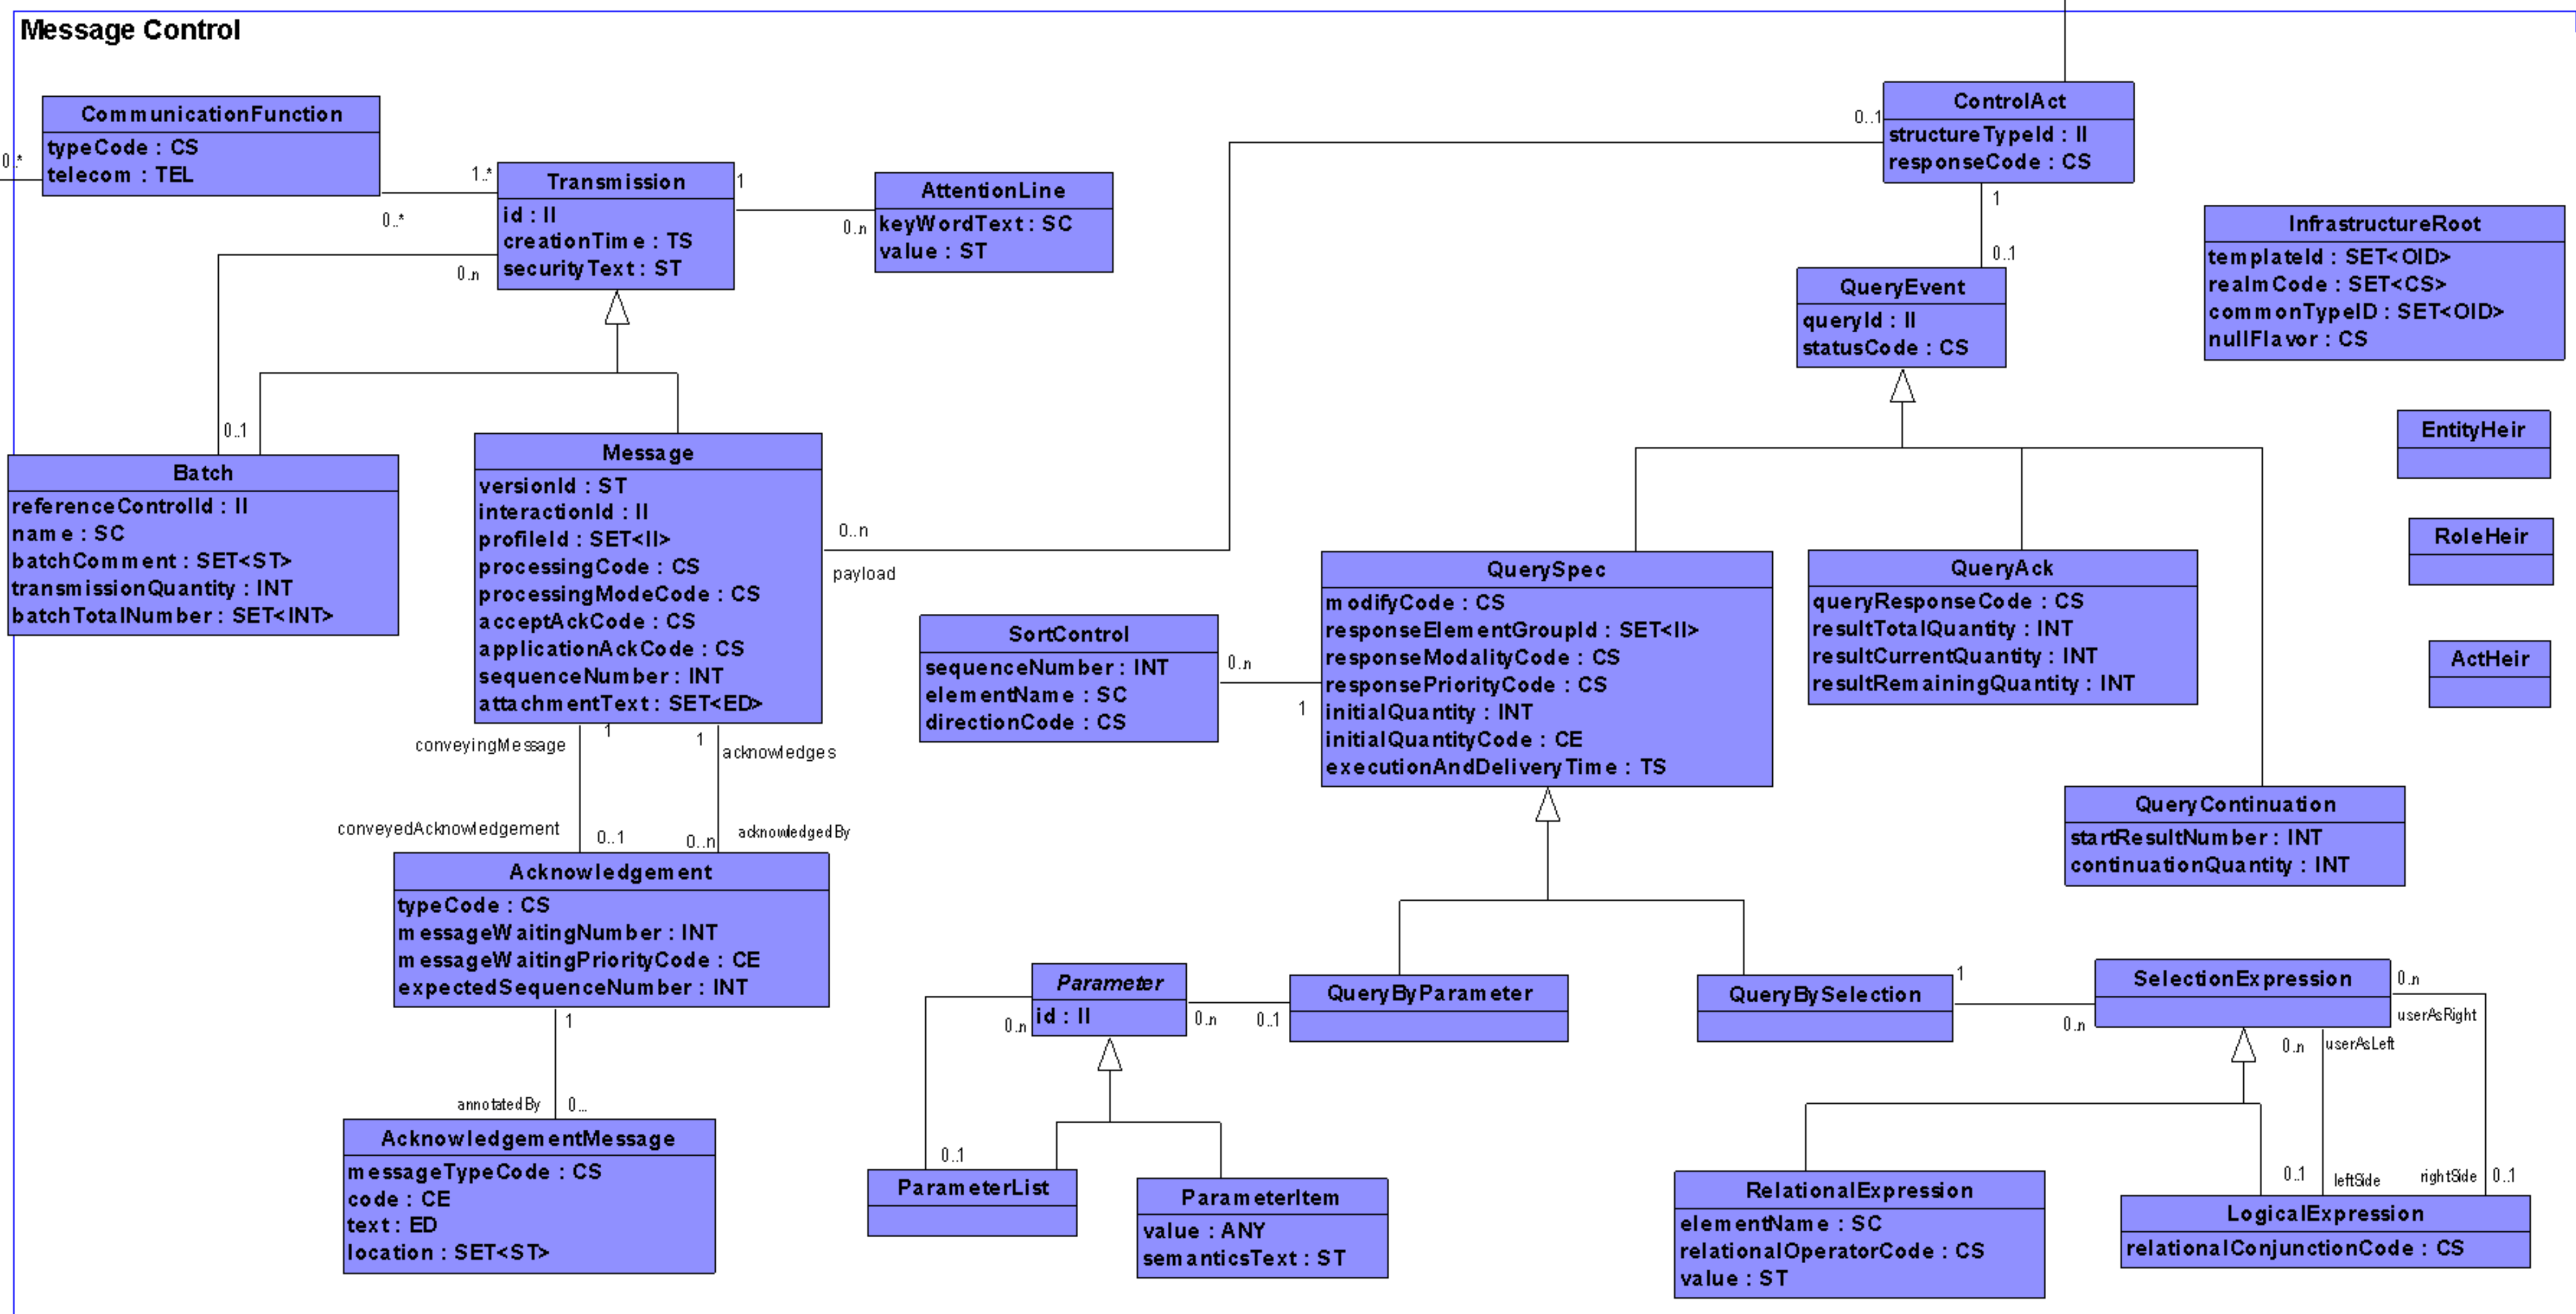 Message Control
CommunicationFunction
typeCode : CS
telecom : TEL
0..*
1..*
0..*
Transmission
id : II
creationTime : TS
securityText : ST
1
0..n
0..n
AttentionLine
keyWordText : SC
value : ST
0..1
ControlAct
structureTypeId : II
responseCode : CS
1
0..1
QueryEvent
queryId : II
statusCode : CS
InfrastructureRoot
templateId : SET<OID>
realmCode : SET<CS>
commonTypeID : SET<OID>
nullFlavor : CS
EntityHeir
RoleHeir
ActHeir
0..1
Batch
referenceControlId : II
name : SC
batchComment : SET<ST>
transmissionQuantity : INT
batchTotalNumber : SET<INT>
Message
versionId : ST
interactionId : II
profileId : SET<II>
processingCode : CS
processingModeCode : CS
acceptAckCode : CS
applicationAckCode : CS
sequenceNumber : INT
attachmentText : SET<ED>
0..n
payload
SortControl
sequenceNumber : INT
elementName : SC
directionCode : CS
0..n
1
QuerySpec
modifyCode : CS
responseElementGroupId : SET<II>
responseModalityCode : CS
responsePriorityCode : CS
initialQuantity : INT
initialQuantityCode : CE
executionAndDeliveryTime : TS
QueryAck
queryResponseCode : CS
resultTotalQuantity : INT
resultCurrentQuantity : INT
resultRemainingQuantity : INT
QueryContinuation
startResultNumber : INT
continuationQuantity : INT
conveyingMessage
1
1
acknowledges
conveyedAcknowledgement
0..1
0..n
acknowledgedBy
Acknowledgement
typeCode : CS
messageWaitingNumber : INT
messageWaitingPriorityCode : CE
expectedSequenceNumber : INT
1
annotatedBy
0...
AcknowledgementMessage
messageTypeCode : CS
code : CE
text : ED
location : SET<ST>
Parameter
id : II
0..n
0..n
0..1
QueryByParameter
QueryBySelection
1
0..n
SelectionExpression
0..n
userAsRight
0..n
userAsLeft
0..1
ParameterList
ParameterItem
value : ANY
semanticsText : ST
RelationalExpression
elementName : SC
relationalOperatorCode : CS
value : ST
0..1
leftSide
rightSide
0..1
LogicalExpression
relationalConjunctionCode : CS